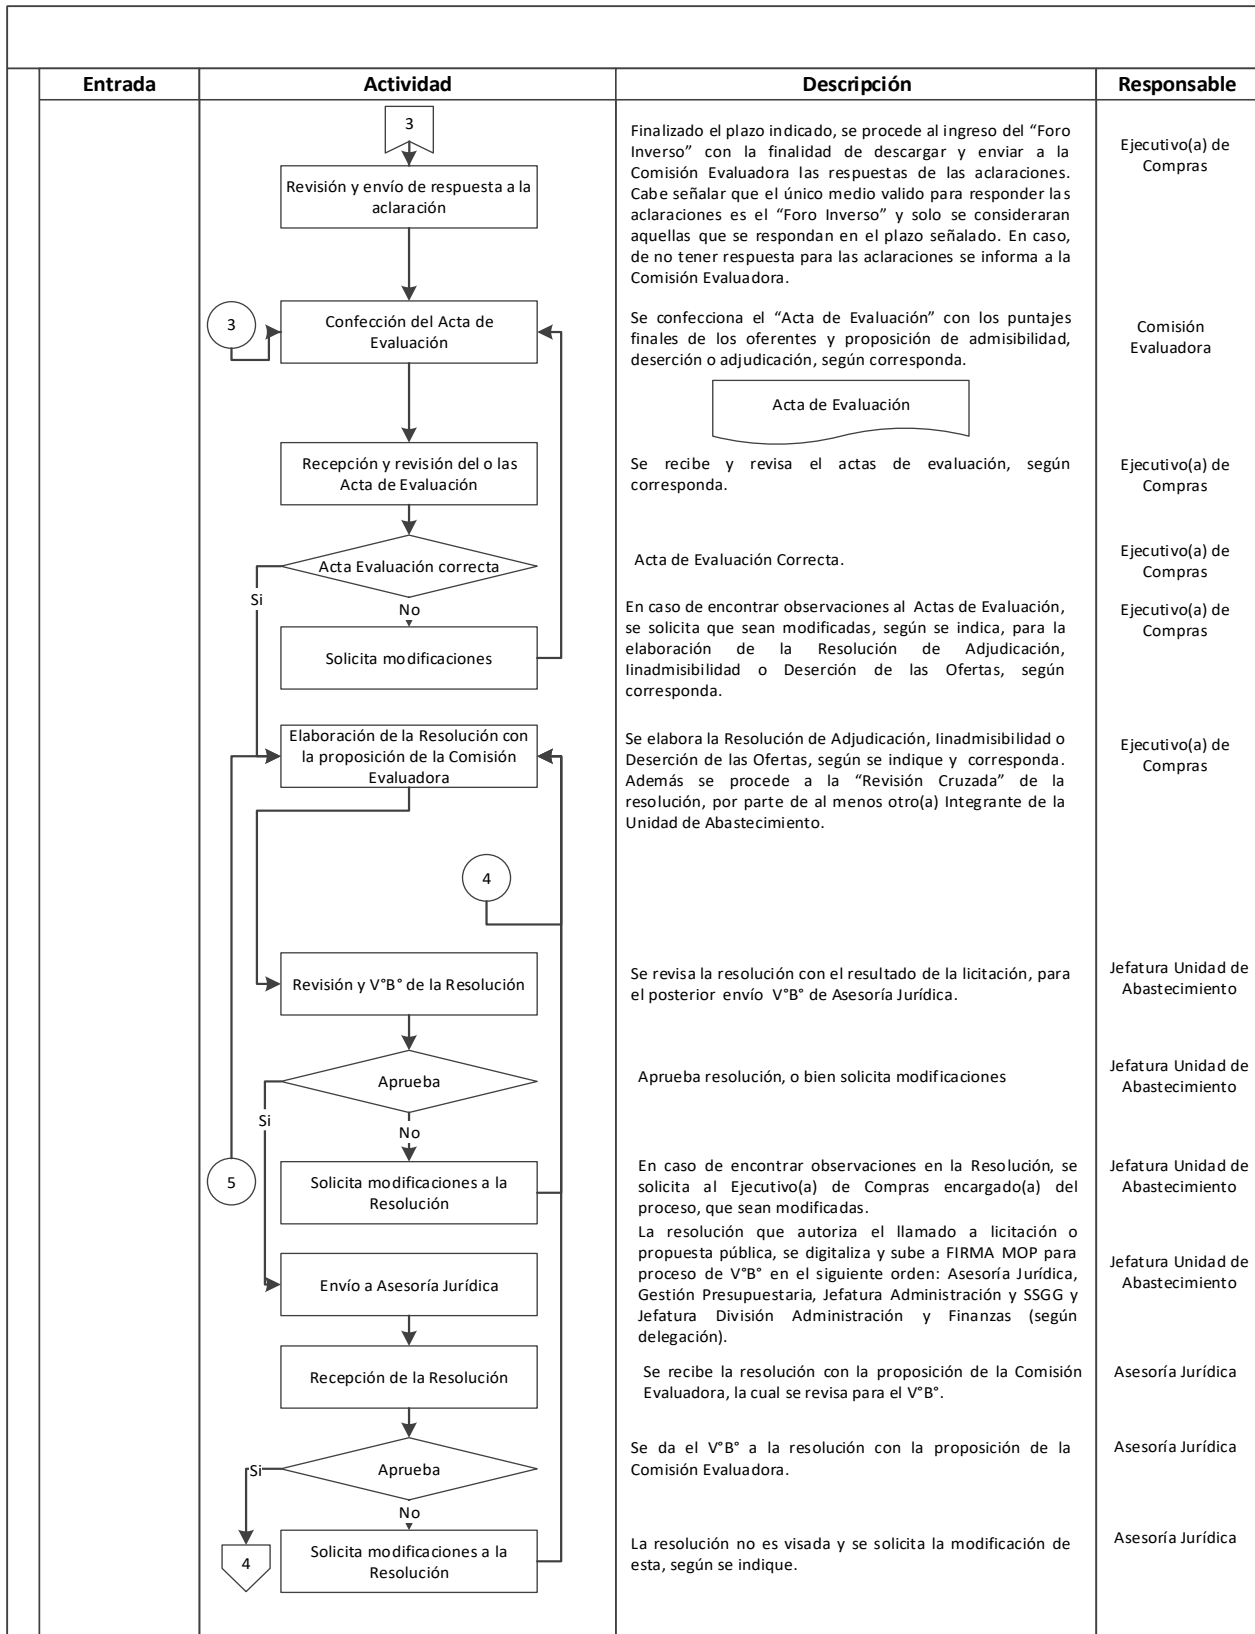 Entrada
Actividad
Descripción
Responsable
3
Revisión y envío de respuesta a la
aclaración
Finalizado el plazo indicado, se procede al ingreso del “Foro
Inverso” con la finalidad de descargar y enviar a la
Comisión Evaluadora las respuestas de las aclaraciones.
Cabe señalar que el único medio valido para responder las
aclaraciones es el “Foro Inverso” y solo se consideraran
aquellas que se respondan en el plazo señalado. En caso,
de no tener respuesta para las aclaraciones se informa a la
Comisión Evaluadora.
Ejecutivo(a) de
Compras
3
Confección del Acta de
Evaluación
Se confecciona el “Acta de Evaluación” con los puntajes
finales de los oferentes y proposición de admisibilidad,
deserción o adjudicación, según corresponda.
Acta de Evaluación
Comisión
Evaluadora
Recepción y revisión del o las
Acta de Evaluación
Se recibe y revisa el actas de evaluación, según
corresponda.
Ejecutivo(a) de
Compras
Acta Evaluación correcta
Si
No
Acta de Evaluación Correcta.
Ejecutivo(a) de
Compras
Solicita modificaciones
En caso de encontrar observaciones al Actas de Evaluación,
se solicita que sean modificadas, según se indica, para la
elaboración de la Resolución de Adjudicación,
Iinadmisibilidad o Deserción de las Ofertas, según
corresponda.
Ejecutivo(a) de
Compras
Elaboración de la Resolución con
la proposición de la Comisión
Evaluadora
Se elabora la Resolución de Adjudicación, Iinadmisibilidad o
Deserción de las Ofertas, según se indique y corresponda.
Además se procede a la “Revisión Cruzada” de la
resolución, por parte de al menos otro(a) Integrante de la
Unidad de Abastecimiento.
Ejecutivo(a) de
Compras
4
Revisión y V°B° de la Resolución
Se revisa la resolución con el resultado de la licitación, para
el posterior envío V°B° de Asesoría Jurídica.
Jefatura Unidad de
Abastecimiento
Aprueba
Si
No
Aprueba resolución, o bien solicita modificaciones
Jefatura Unidad de
Abastecimiento
5
Solicita modificaciones a la
Resolución
En caso de encontrar observaciones en la Resolución, se
solicita al Ejecutivo(a) de Compras encargado(a) del
proceso, que sean modificadas.
Jefatura Unidad de
Abastecimiento
Envío a Asesoría Jurídica
La resolución que autoriza el llamado a licitación o
propuesta pública, se digitaliza y sube a FIRMA MOP para
proceso de V°B° en el siguiente orden: Asesoría Jurídica,
Gestión Presupuestaria, Jefatura Administración y SSGG y
Jefatura División Administración y Finanzas (según
delegación).
Jefatura Unidad de
Abastecimiento
Recepción de la Resolución
Se recibe la resolución con la proposición de la Comisión
Evaluadora, la cual se revisa para el V°B°.
Asesoría Jurídica
Aprueba
Si
No
Se da el V°B° a la resolución con la proposición de la
Comisión Evaluadora.
Asesoría Jurídica
4
Solicita modificaciones a la
Resolución
La resolución no es visada y se solicita la modificación de
esta, según se indique.
Asesoría Jurídica